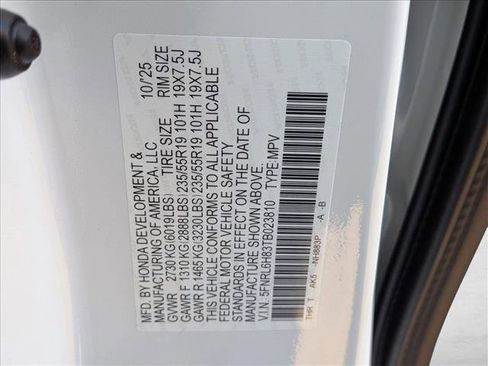 MFD. BY HONDA DEVELOPMENT & 10/'25
MANUFACTURING OF AMERICA, LLC
GVWR 2730 KG(6019LBS) TIRE SIZE RIM SIZE
GAWR F 1310 KG(2888LBS) 235/55R19 101H 19X7.5J
GAWR R 1465 KG(3230LBS) 235/55R19 101H 19X7.5J
THIS VEHICLE CONFORMS TO ALL APPLICABLE
FEDERAL MOTOR VEHICLE SAFETY
STANDARDS IN EFFECT ON THE DATE OF
MANUFACTURE SHOWN ABOVE.
V.I.N. 5FNRL6H83TB023810 TYPE:MPV
THR T AK5 NH883P -A -B